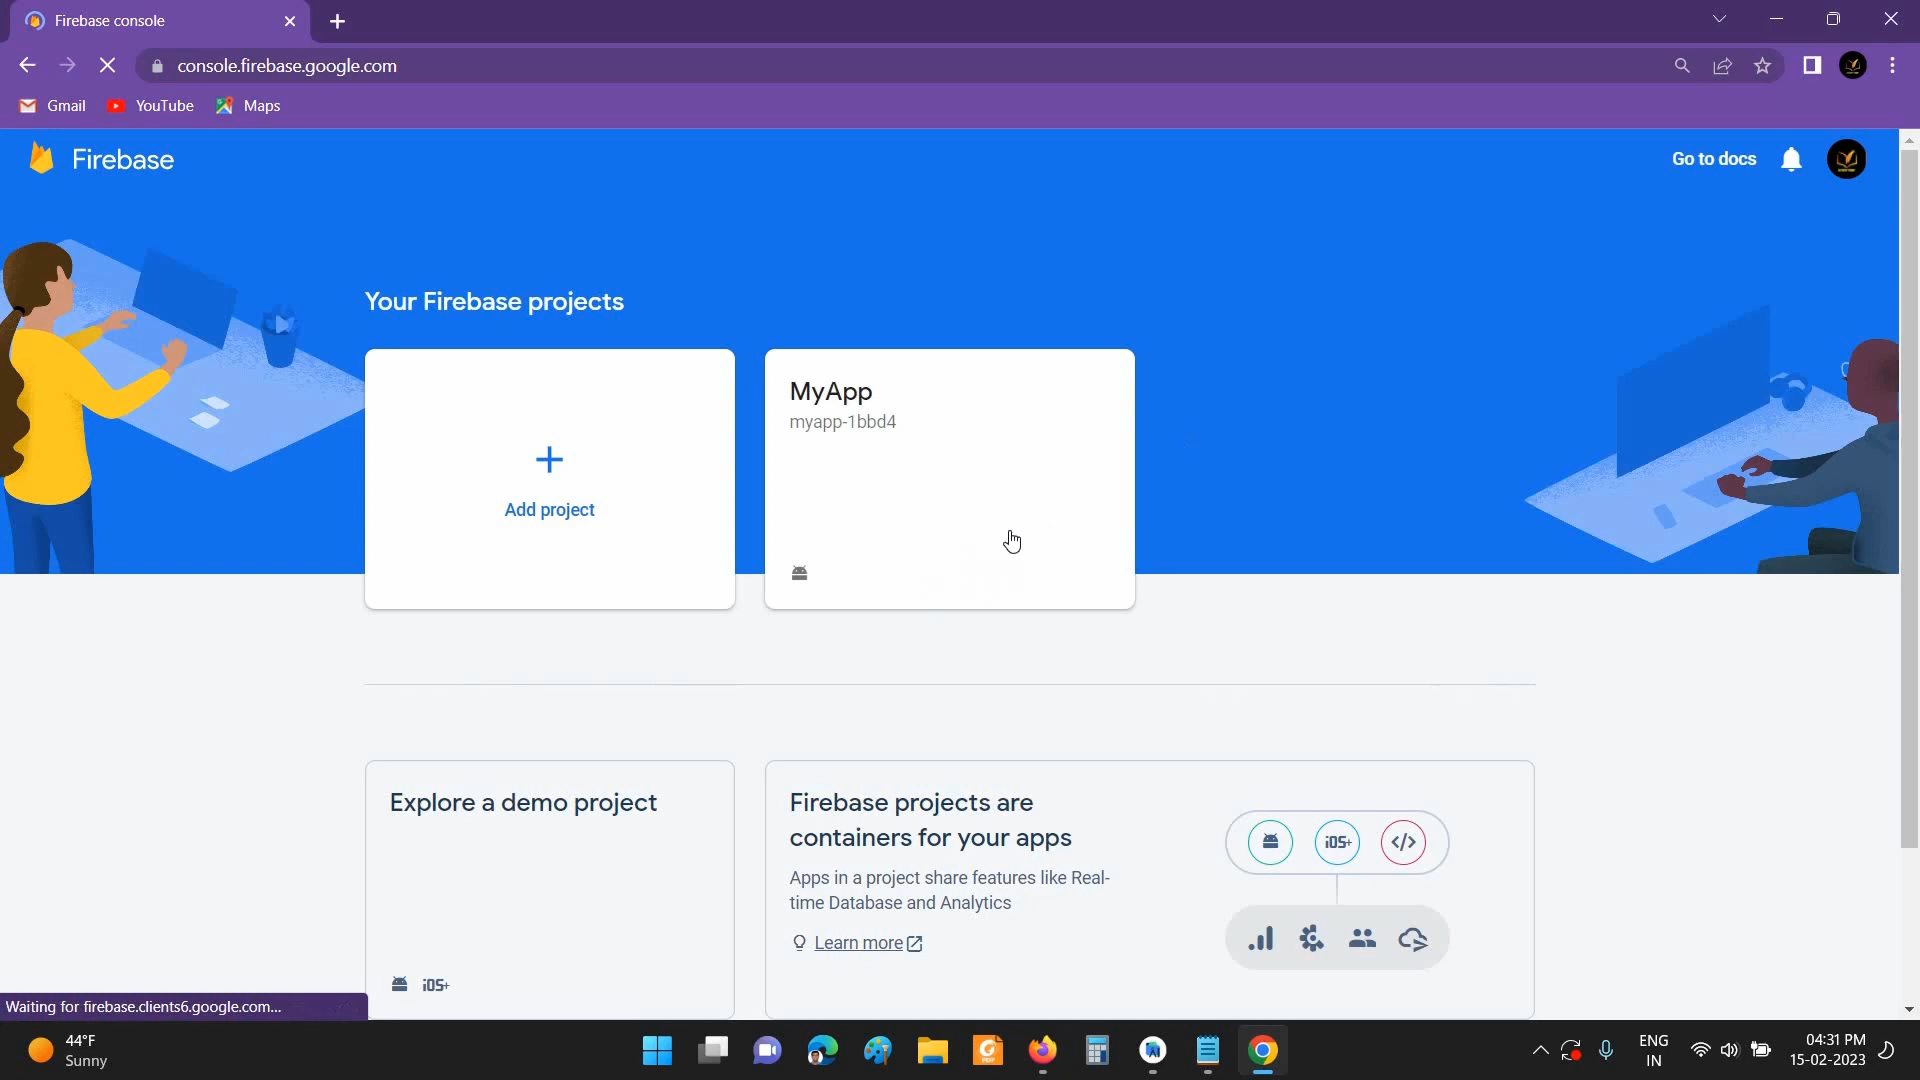 Firebase console
console.firebase.google.com
Gmail
YouTube
Maps
Firebase
Go to docs
Your Firebase projects
Add project
MyApp
myapp-1bbd4
Explore a demo project
iOS+
Firebase projects are
containers for your apps
Apps in a project share features like Real-
time Database and Analytics
Learn more
iOS+
</>
Waiting for firebase.clients6.google.com...
44°F
Sunny
PDF
ENG
IN
04:31 PM
15-02-2023